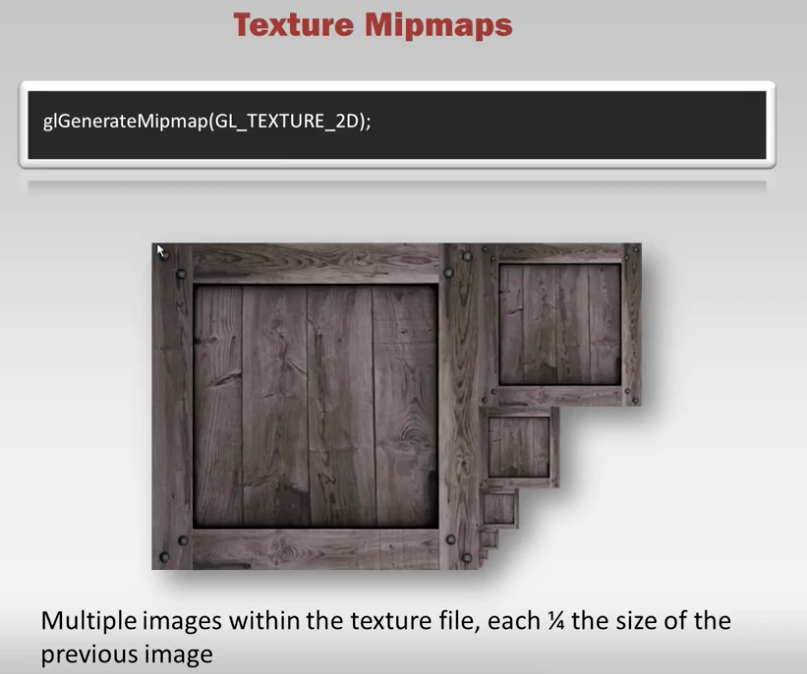 Texture Mipmaps
glGenerateMipmap(GL_TEXTURE_2D);
Multiple images within the texture file, each ¼ the size of the
previous image